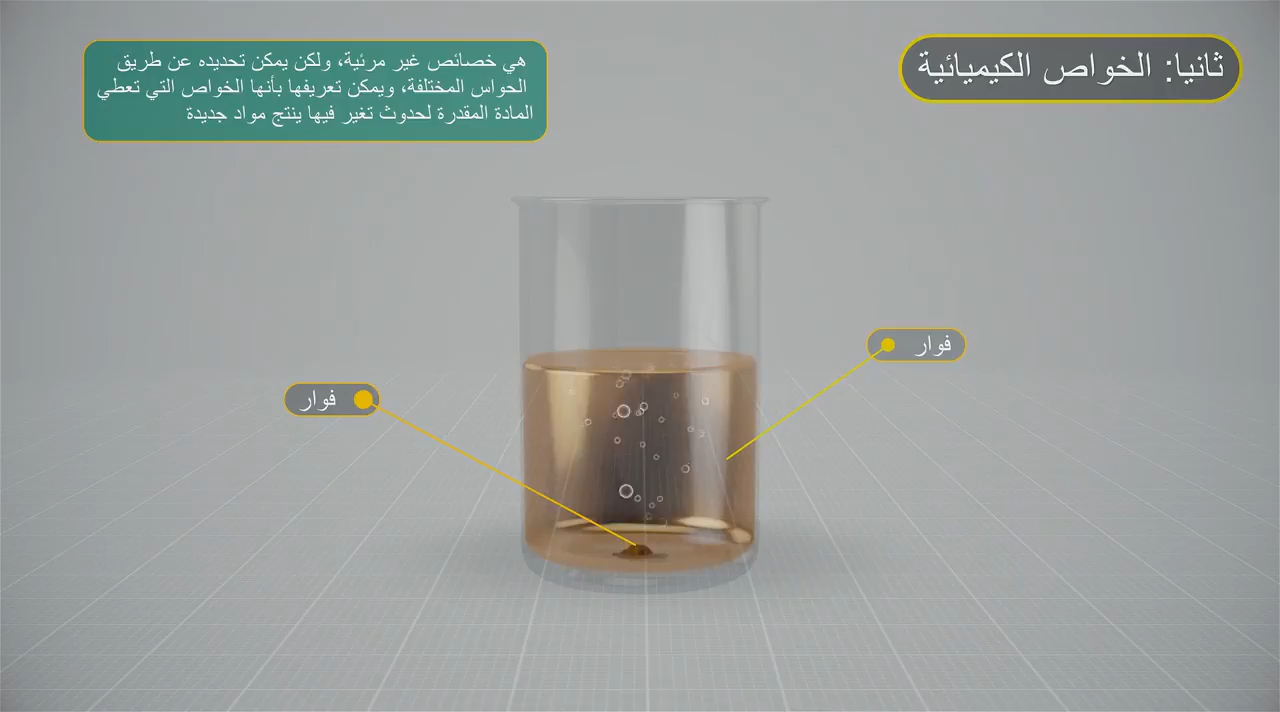 ثانيا: الخواص الكيميائية
هي خصائص غير مرئية، ولكن يمكن تحديده عن طريق
الحواس المختلفة، ويمكن تعريفها بأنها الخواص التي تعطي
المادة المقدرة لحدوث تغير فيها ينتج مواد جديدة
فوار
فوار